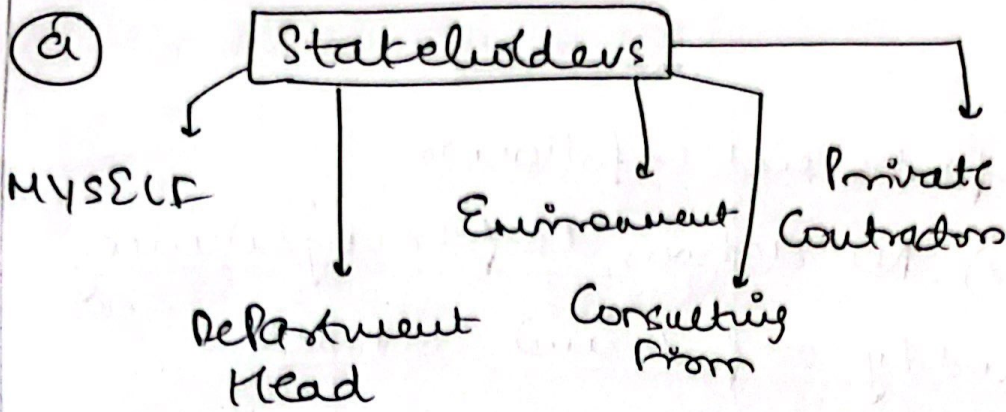 a
Stakeholders
MYSELF
Environment
Private
Contractors
Department
Head
Consulting
Firm